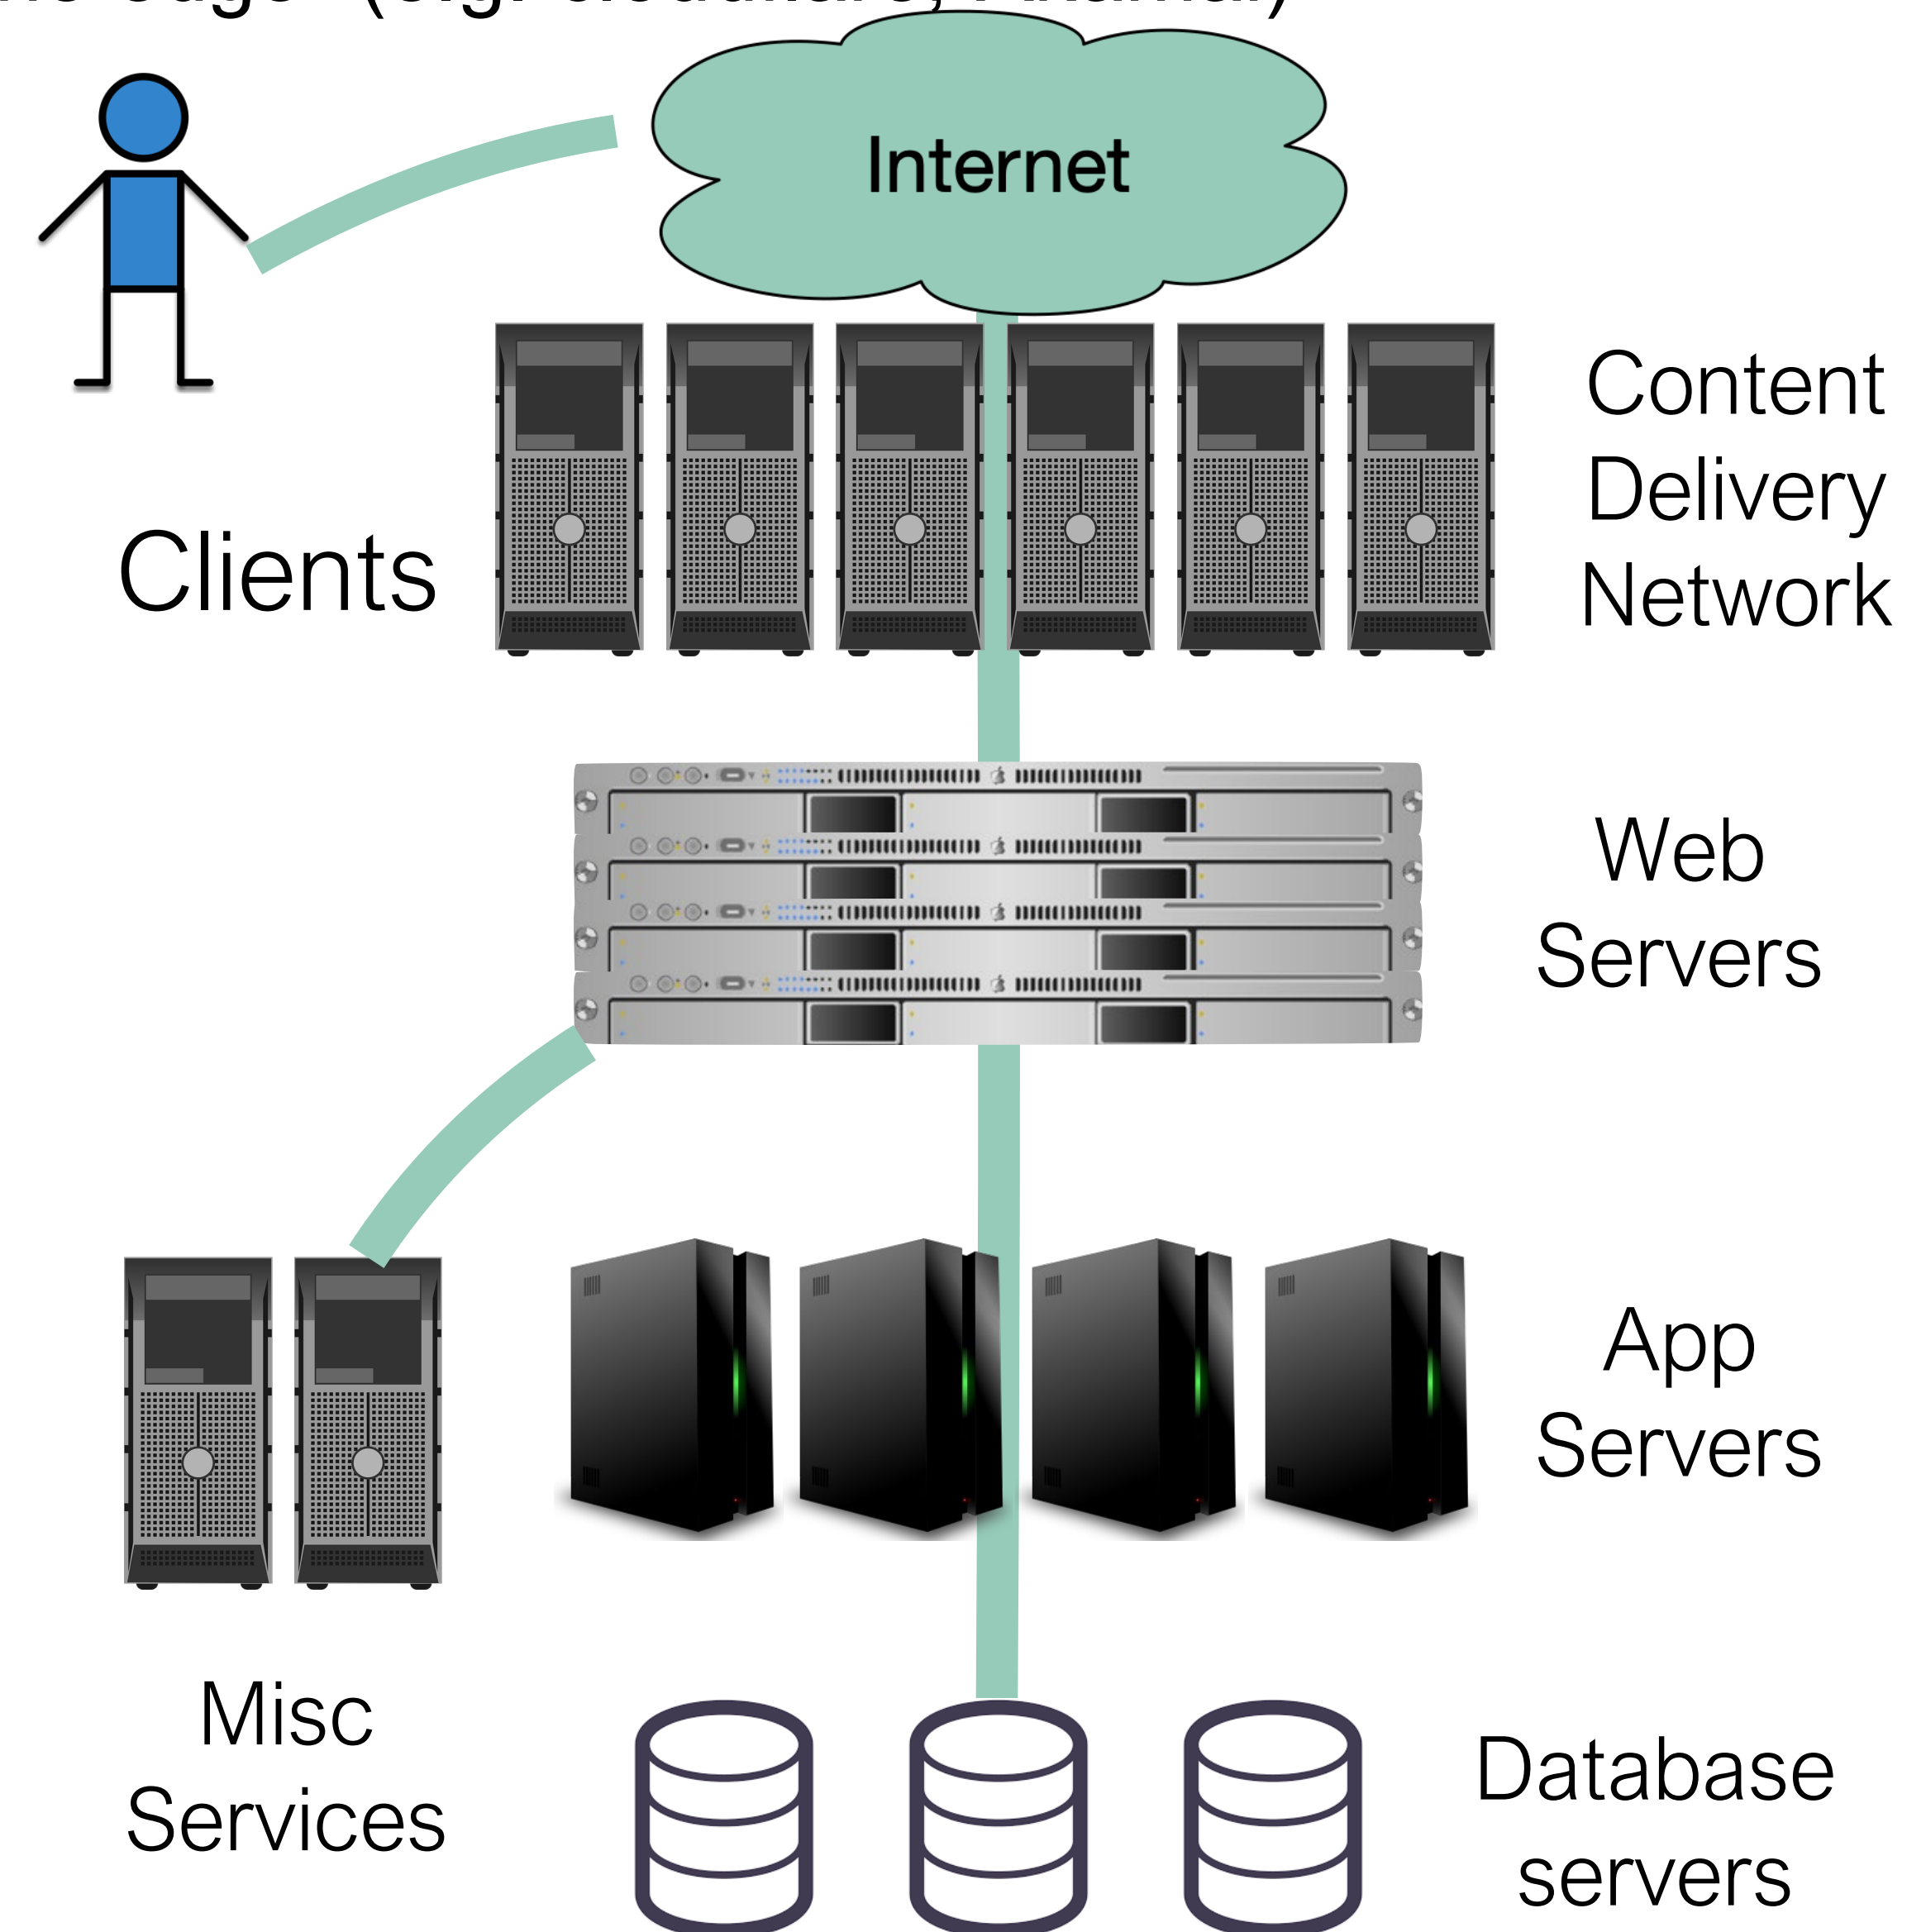 Internet
Content
Delivery
Network
Clients
Web
Servers
App
Servers
Misc
Services
Database
servers